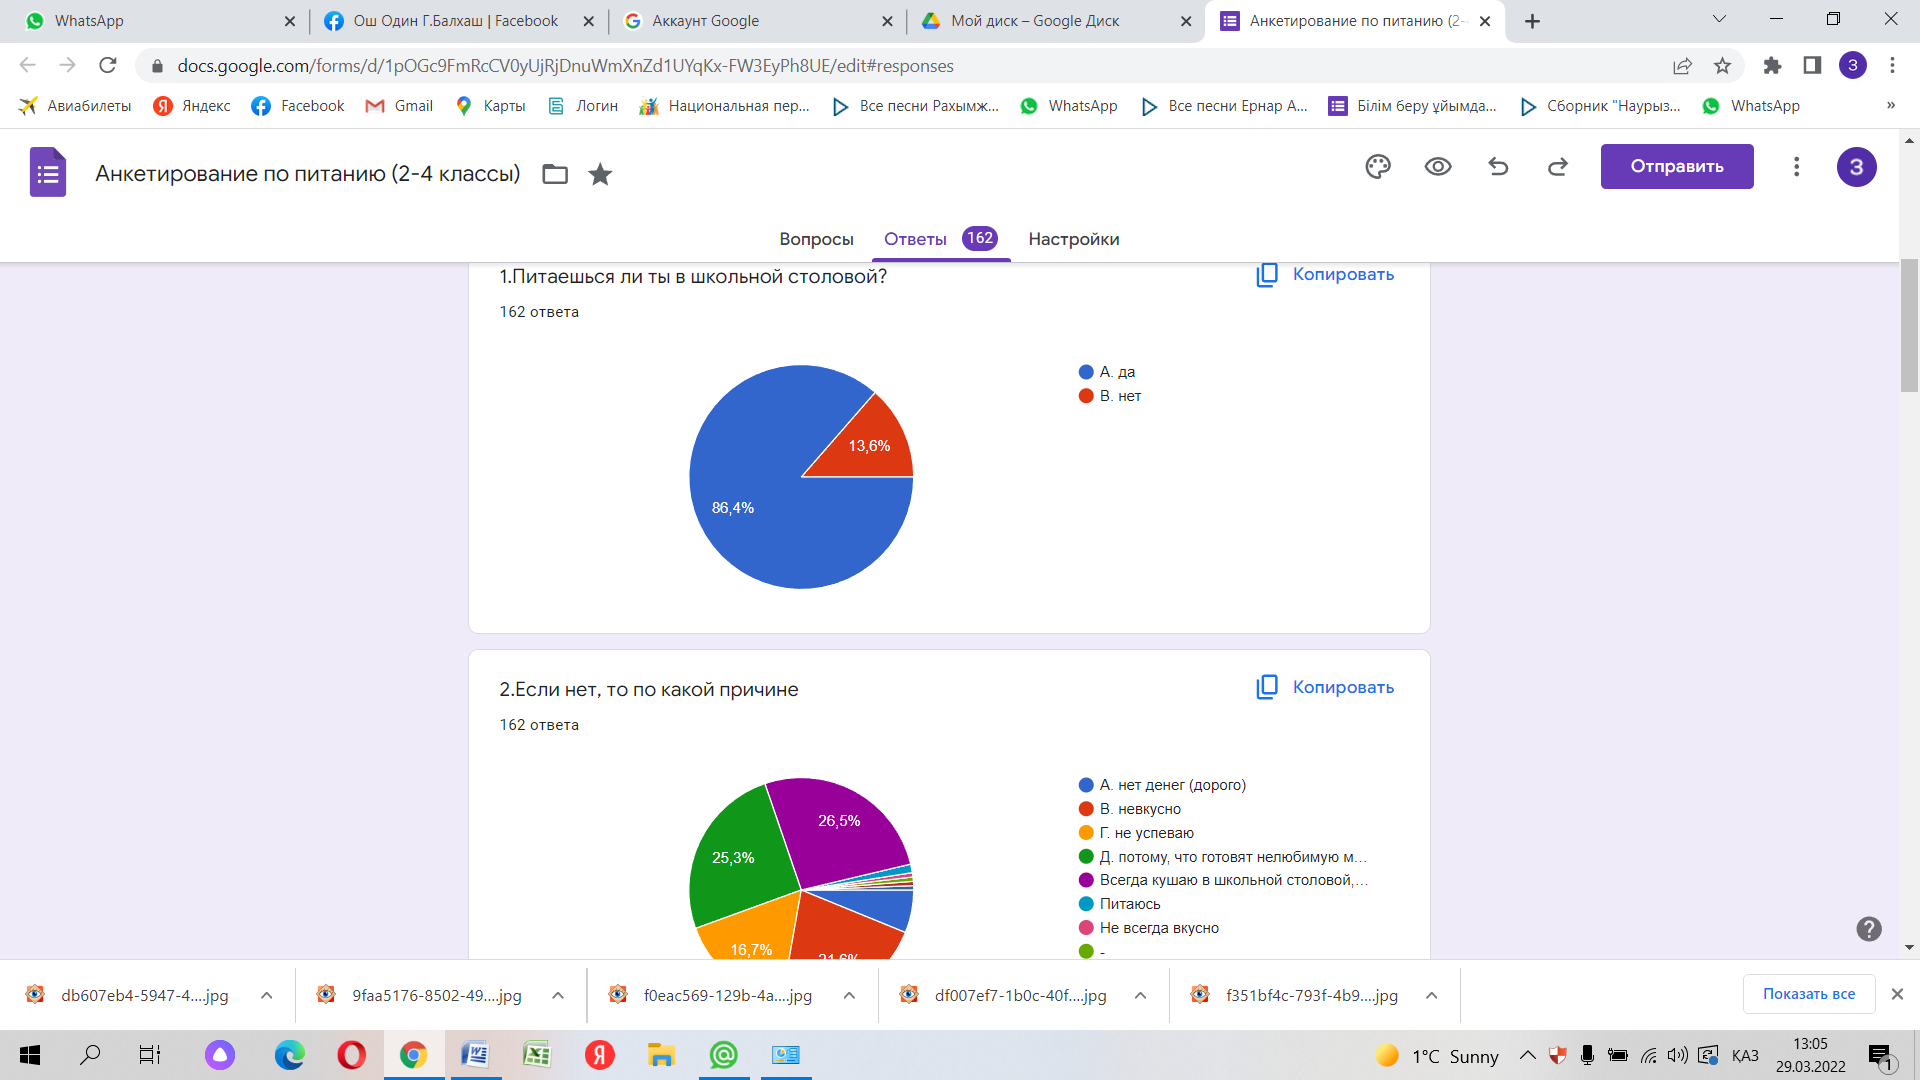 WhatsApp
Ош Один Г.Балхаш | Facebook
Аккаунт Google
Мой диск – Google Диск
Анкетирование по питанию (2-
docs.google.com/forms/d/1pOGc9FmRcCV0yUjRjDnuWmXnZd1UYqKx-FW3EyPh8UE/edit#responses
З
Авиабилеты
Яндекс
Facebook
Gmail
Карты
Логин
Национальная пер...
Все песни Рахымж...
WhatsApp
Все песни Ернар А...
Білім беру ұйымда...
Сборник "Наурыз...
WhatsApp
»
Анкетирование по питанию (2-4 классы)
Отправить
З
Вопросы
Ответы 162
Настройки
1.Питаешься ли ты в школьной столовой?
Копировать
162 ответа
А. да
В. нет
13,6%
86,4%
2.Если нет, то по какой причине
Копировать
162 ответа
А. нет денег (дорого)
В. невкусно
Г. не успеваю
Д. потому, что готовят нелюбимую м…
Всегда кушаю в школьной столовой,…
Питаюсь
Не всегда вкусно
-
26,5%
25,3%
16,7%
21,6%
db607eb4-5947-4....jpg
9faa5176-8502-49....jpg
f0eac569-129b-4a....jpg
df007ef7-1b0c-40f....jpg
f351bf4c-793f-4b9....jpg
Показать все
1°C Sunny
ҚАЗ
13:05
29.03.2022
1